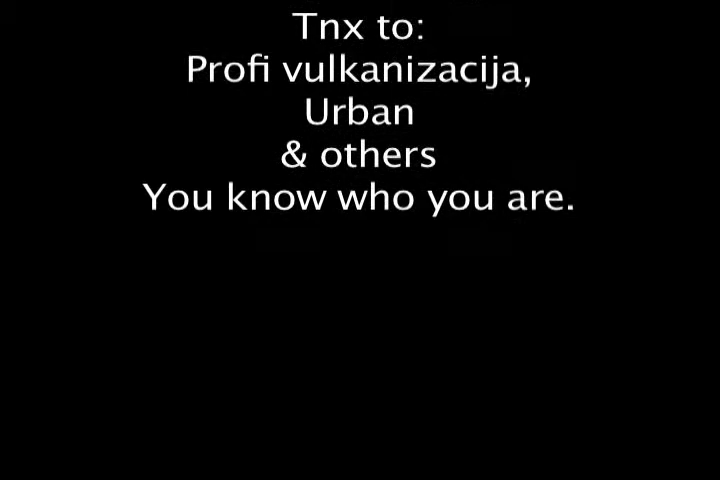 Tnx to:
Profi vulkanizacija,
Urban
& others
You know who you are.